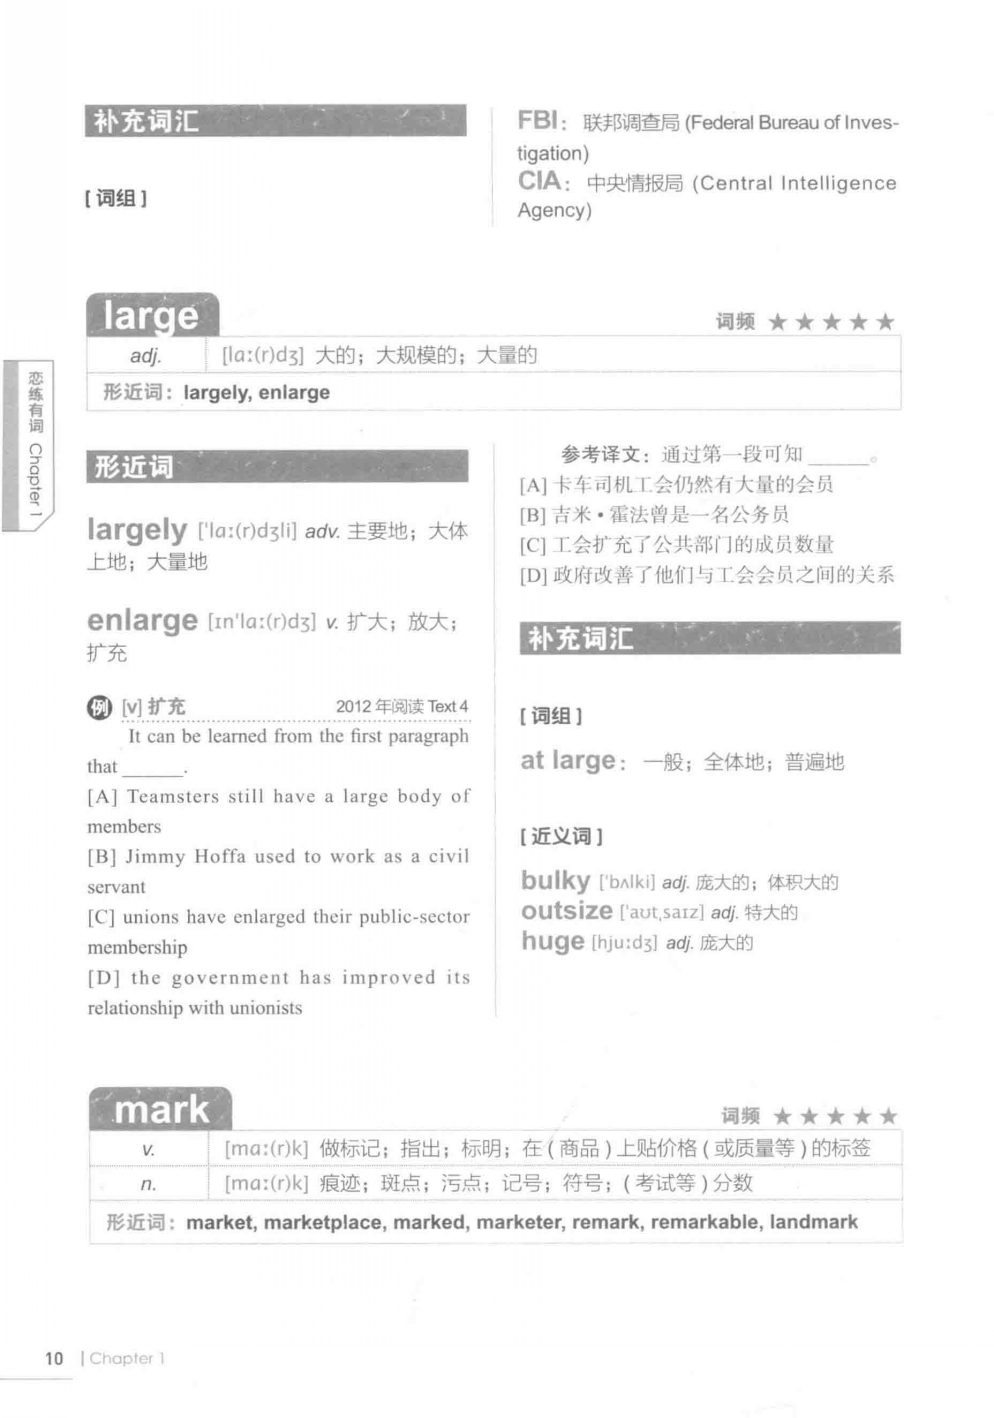 补充词汇
[ 词组 ]
FBI： 联邦调查局 (Federal Bureau of Inves-
tigation)
CIA： 中央情报局 (Central Intelligence
Agency)
large
词频 ★★★★★
adj. [lɑː(r)dʒ] 大的；大规模的；大量的
形近词：largely, enlarge
恋练有词 Chapter 1
形近词
largely ['lɑː(r)dʒli] adv. 主要地；大体
上地；大量地
enlarge [ɪn'lɑː(r)dʒ] v. 扩大；放大；
扩充
例 [v] 扩充 2012 年阅读 Text 4
It can be learned from the first paragraph
that ______.
[A] Teamsters still have a large body of
members
[B] Jimmy Hoffa used to work as a civil
servant
[C] unions have enlarged their public-sector
membership
[D] the government has improved its
relationship with unionists
参考译文：通过第一段可知 ______。
[A] 卡车司机工会仍然有大量的会员
[B] 吉米·霍法曾是一名公务员
[C] 工会扩充了公共部门的成员数量
[D] 政府改善了他们与工会会员之间的关系
补充词汇
[ 词组 ]
at large： 一般；全体地；普遍地
[ 近义词 ]
bulky ['bʌlki] adj. 庞大的；体积大的
outsize ['aʊtˌsaɪz] adj. 特大的
huge [hjuːdʒ] adj. 庞大的
mark
词频 ★★★★★
v. [mɑː(r)k] 做标记；指出；标明；在 ( 商品 ) 上贴价格 ( 或质量等 ) 的标签
n. [mɑː(r)k] 痕迹；斑点；污点；记号；符号；( 考试等 ) 分数
形近词：market, marketplace, marked, marketer, remark, remarkable, landmark
10 | Chapter 1